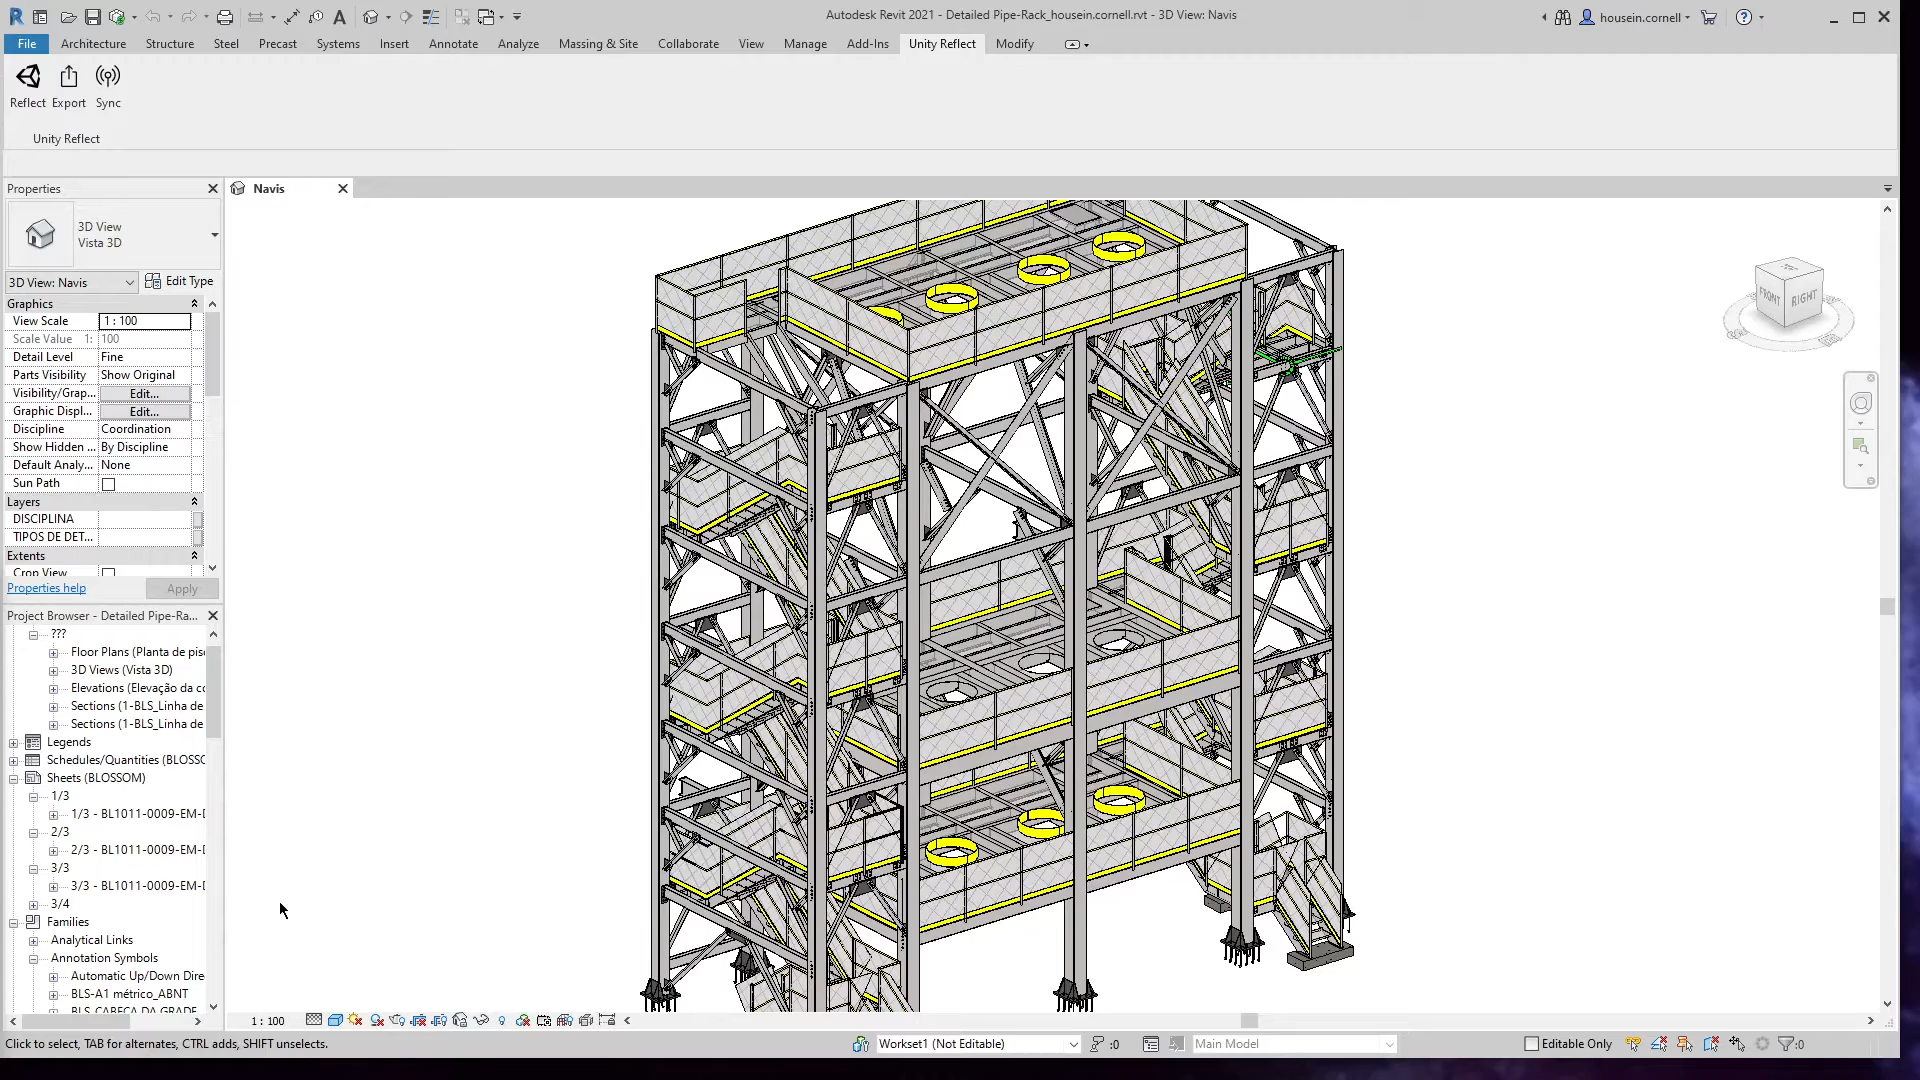 Autodesk Revit 2021 - Detailed Pipe-Rack_housein.cornell.rvt - 3D View: Navis
housein.cornell
File Architecture Structure Steel Precast Systems Insert Annotate Analyze Massing & Site Collaborate View Manage Add-Ins Unity Reflect Modify
Reflect Export Sync
Unity Reflect
Properties
Navis
3D View
Vista 3D
3D View: Navis Edit Type
Graphics
View Scale 1 : 100
Scale Value 1: 100
Detail Level Fine
Parts Visibility Show Original
Visibility/Grap... Edit...
Graphic Displ... Edit...
Discipline Coordination
Show Hidden ... By Discipline
Default Analy... None
Sun Path
Layers
DISCIPLINA
TIPOS DE DET...
Extents
Crop View
Properties help Apply
Project Browser - Detailed Pipe-Ra...
???
Floor Plans (Planta de pis
3D Views (Vista 3D)
Elevations (Elevação da co
Sections (1-BLS_Linha de
Sections (1-BLS_Linha de
Legends
Schedules/Quantities (BLOSSO
Sheets (BLOSSOM)
1/3
1/3 - BL1011-0009-EM-D
2/3
2/3 - BL1011-0009-EM-D
3/3
3/3 - BL1011-0009-EM-D
3/4
Families
Analytical Links
Annotation Symbols
Automatic Up/Down Dire
BLS-A1 métrico_ABNT
BLS_CABEÇA DA GRADE
FRONT RIGHT
1 : 100
Click to select, TAB for alternates, CTRL adds, SHIFT unselects.
Workset1 (Not Editable) :0 Main Model Editable Only :0